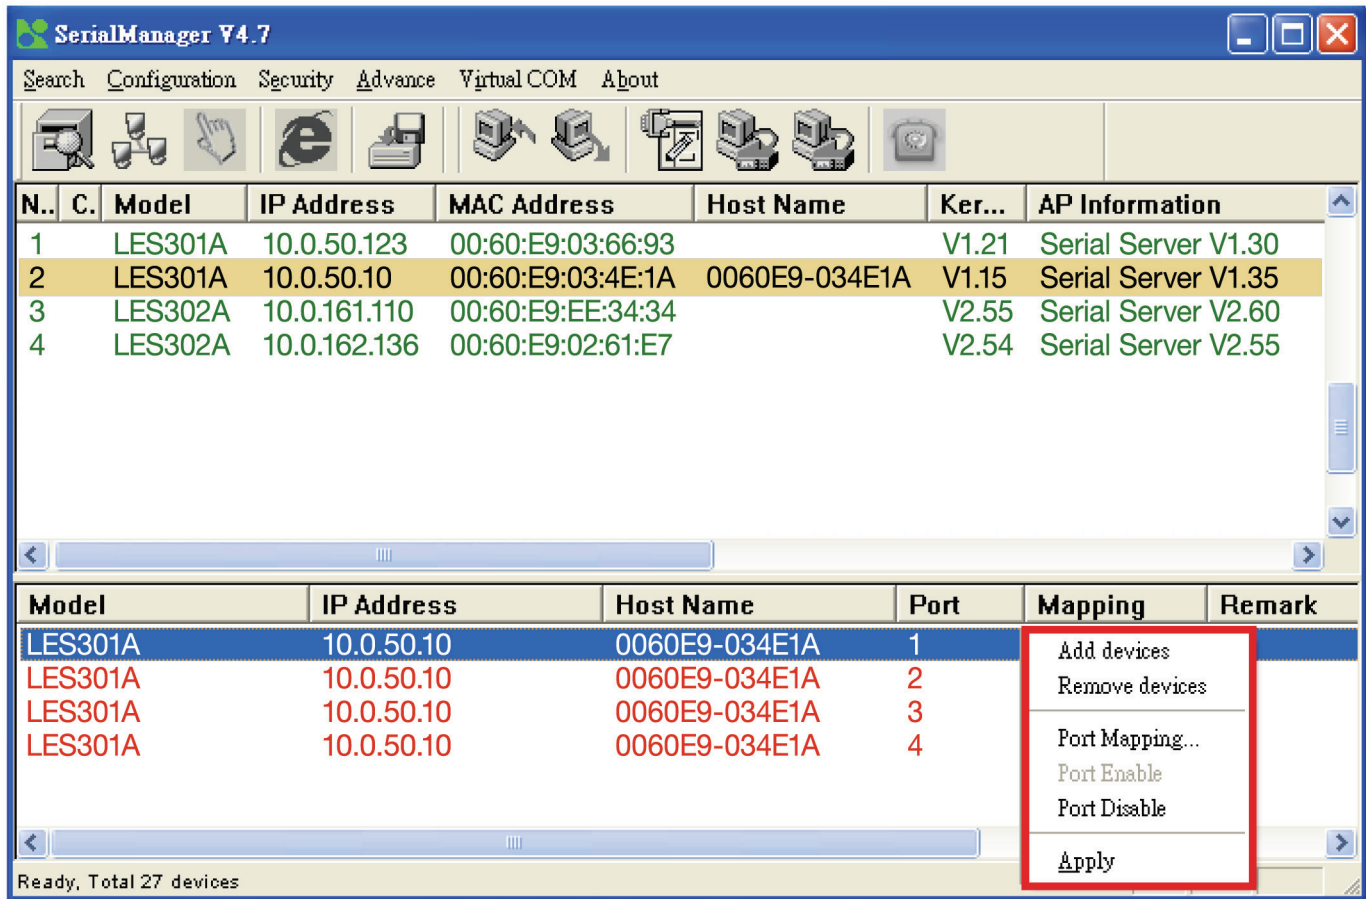 SerialManager V4.7
Search Configuration Security Advance Virtual COM About
N.. C. Model IP Address MAC Address Host Name Ker... AP Information
1 LES301A 10.0.50.123 00:60:E9:03:66:93 V1.21 Serial Server V1.30
2 LES301A 10.0.50.10 00:60:E9:03:4E:1A 0060E9-034E1A V1.15 Serial Server V1.35
3 LES302A 10.0.161.110 00:60:E9:EE:34:34 V2.55 Serial Server V2.60
4 LES302A 10.0.162.136 00:60:E9:02:61:E7 V2.54 Serial Server V2.55
Model IP Address Host Name Port Mapping Remark
LES301A 10.0.50.10 0060E9-034E1A 1
LES301A 10.0.50.10 0060E9-034E1A 2
LES301A 10.0.50.10 0060E9-034E1A 3
LES301A 10.0.50.10 0060E9-034E1A 4
Add devices
Remove devices
Port Mapping...
Port Enable
Port Disable
Apply
Ready, Total 27 devices